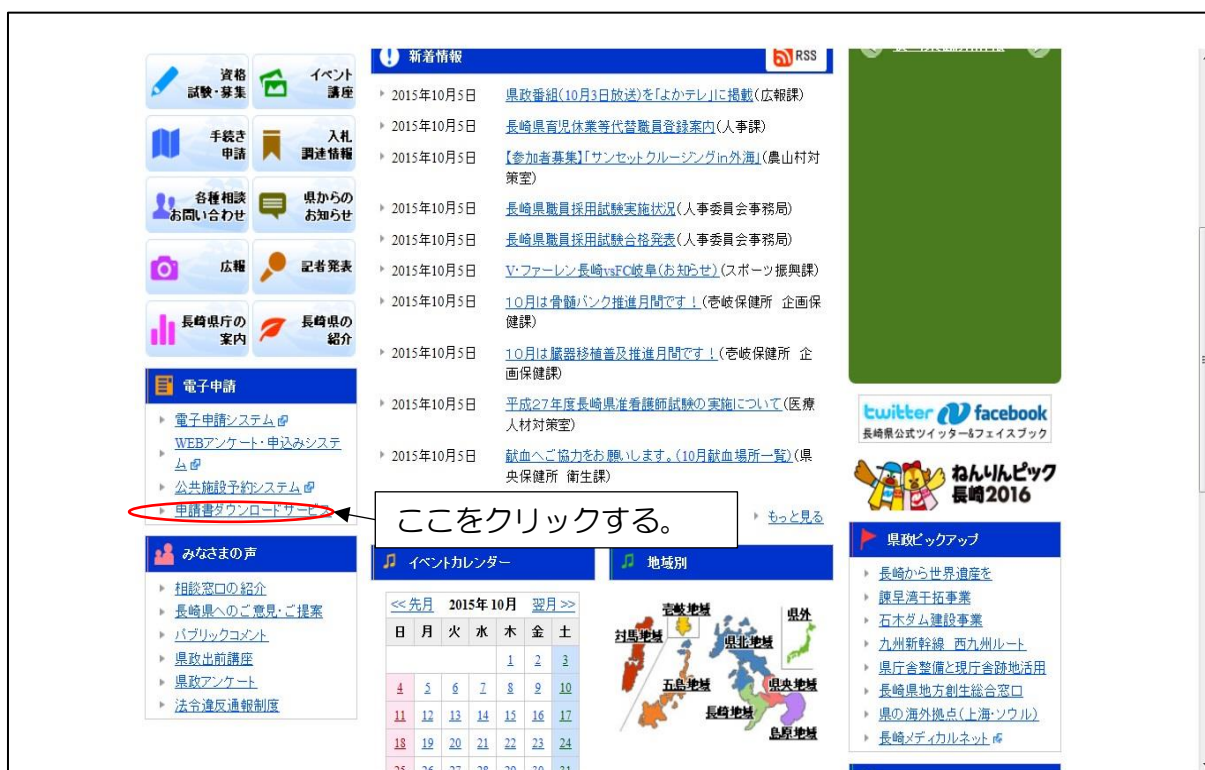 資格
試験・募集
イベント
講座
手続き
申請
入札
調達情報
各種相談
お問い合わせ
県からの
お知らせ
広報
記者発表
長崎県庁の
案内
長崎県の
紹介
電子申請
電子申請システム
WEBアンケート・申込みシステ
ム
公共施設予約システム
申請書ダウンロードサービス
みなさまの声
相談窓口の紹介
長崎県へのご意見・ご提案
パブリックコメント
県政出前講座
県政アンケート
法令違反通報制度
新着情報
RSS
2015年10月5日 県政番組(10月3日放送)を「よかテレ」に掲載(広報課)
2015年10月5日 長崎県育児休業等代替職員登録案内(人事課)
2015年10月5日 【参加者募集】「サンセットクルージングin外海」(農山村対
策室)
2015年10月5日 長崎県職員採用試験実施状況(人事委員会事務局)
2015年10月5日 長崎県職員採用試験合格発表(人事委員会事務局)
2015年10月5日 V・ファーレン長崎vsFC岐阜(お知らせ)(スポーツ振興課)
2015年10月5日 10月は骨髄バンク推進月間です!(壱岐保健所 企画保
健課)
2015年10月5日 10月は臓器移植普及推進月間です!(壱岐保健所 企
画保健課)
2015年10月5日 平成27年度長崎県准看護師試験の実施について(医療
人材対策室)
2015年10月5日 献血へご協力をお願いします。(10月献血場所一覧)(県
央保健所 衛生課)
ここをクリックする。
もっと見る
イベントカレンダー
<<先月 2015年10月 翌月>>
日 月 火 水 木 金 土
1 2 3
4 5 6 7 8 9 10
11 12 13 14 15 16 17
18 19 20 21 22 23 24
25 26 27 28 29 30 31
地域別
壱岐地域
県外
対馬地域
県北地域
五島地域
県央地域
長崎地域
島原地域
twitter facebook
長崎県公式ツイッター&フェイスブック
ねんりんピック
長崎2016
県政ピックアップ
長崎から世界遺産を
諫早湾干拓事業
石木ダム建設事業
九州新幹線 西九州ルート
県庁舎整備と現庁舎跡地活用
長崎県地方創生総合窓口
県の海外拠点(上海・ソウル)
長崎メディカルネット